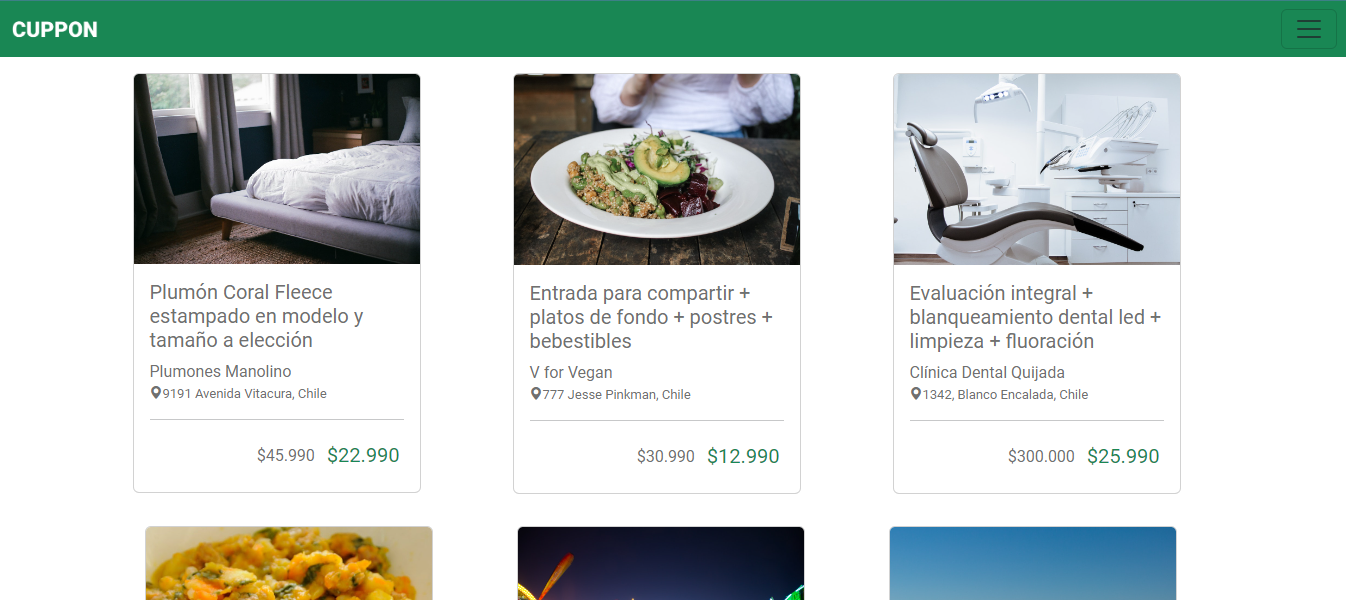 CUPPON
Plumón Coral Fleece
estampado en modelo y
tamaño a elección
Plumones Manolino
9191 Avenida Vitacura, Chile
$45.990 $22.990
Entrada para compartir +
platos de fondo + postres +
bebestibles
V for Vegan
777 Jesse Pinkman, Chile
$30.990 $12.990
Evaluación integral +
blanqueamiento dental led +
limpieza + fluoración
Clínica Dental Quijada
1342, Blanco Encalada, Chile
$300.000 $25.990